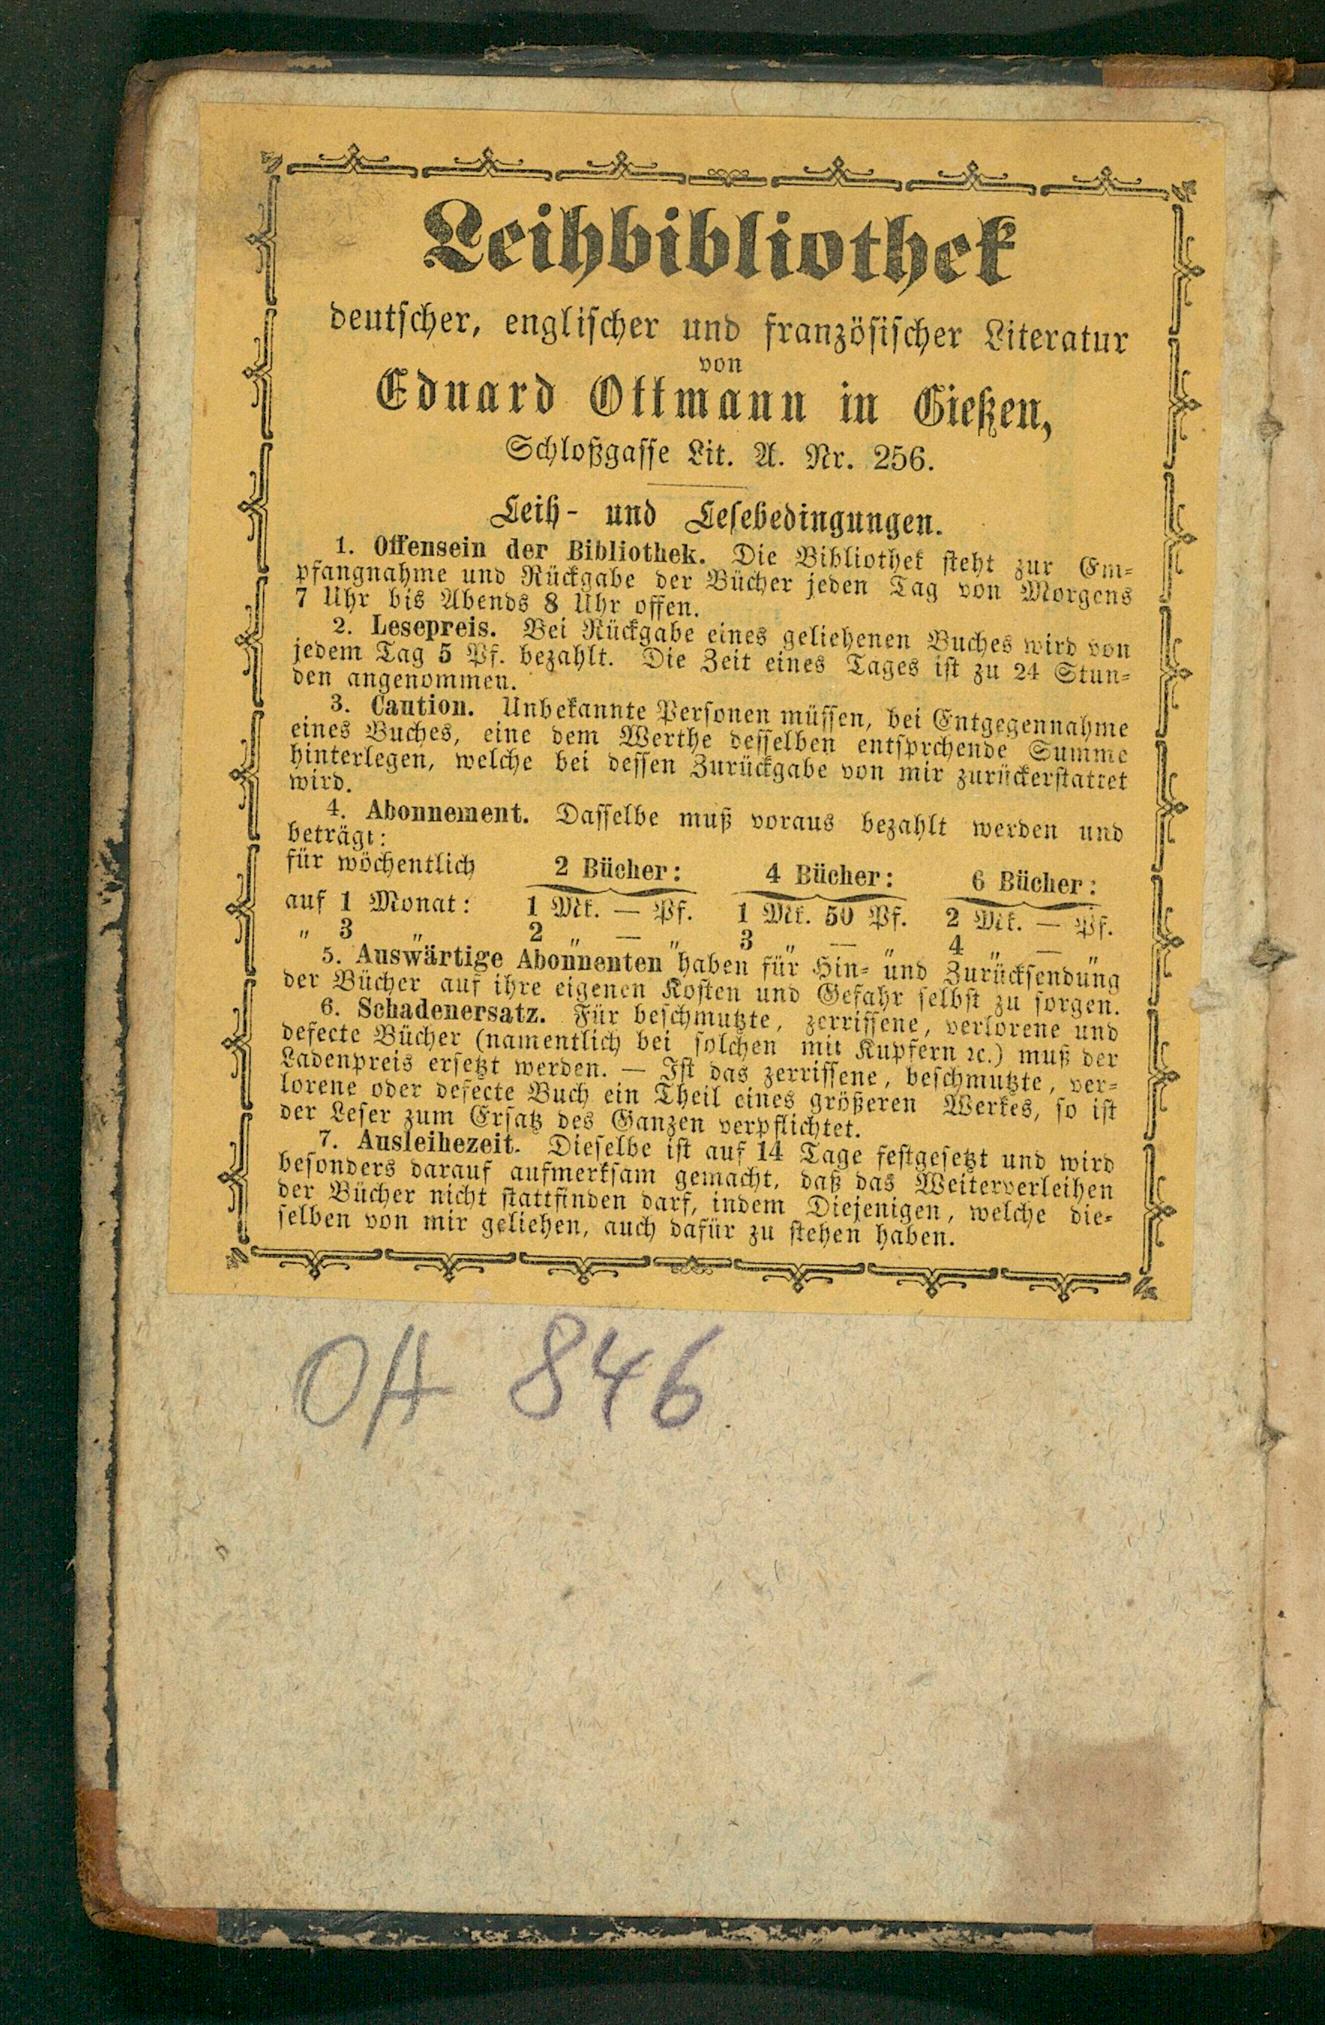 Leihbibliothek
deutscher, englischer und französischer Literatur
von
Eduard Ottmann in Gießen,
Schloßgasse Lit. A. Nr. 256.
Leih- und Lesebedingungen.
1. Offensein der Bibliothek. Die Bibliothek steht zur Em-
pfangnahme und Rückgabe der Bücher jeden Tag von Morgens
7 Uhr bis Abends 8 Uhr offen.
2. Lesepreis. Bei Rückgabe eines geliehenen Buches wird von
jedem Tag 5 Pf. bezahlt. Die Zeit eines Tages ist zu 24 Stun-
den angenommen.
3. Caution. Unbekannte Personen müssen, bei Entgegennahme
eines Buches, eine dem Werthe desselben entsprchende Summe
hinterlegen, welche bei dessen Zurückgabe von mir zurückerstattet
wird.
4. Abonnement. Dasselbe muß voraus bezahlt werden und
beträgt:
für wöchentlich 2 Bücher: 4 Bücher: 6 Bücher:
auf 1 Monat: 1 Mk. — Pf. 1 Mk. 50 Pf. 2 Mk. — Pf.
„ 3 „ 2 „ — „ 3 „ — „ 4 „ — „
5. Auswärtige Abonnenten haben für Hin- und Zurücksendung
der Bücher auf ihre eigenen Kosten und Gefahr selbst zu sorgen.
6. Schadenersatz. Für beschmutzte, zerrissene, verlorene und
defecte Bücher (namentlich bei solchen mit Kupfern ꝛc.) muß der
Ladenpreis ersetzt werden. — Ist das zerrissene, beschmutzte, ver-
lorene oder defecte Buch ein Theil eines größeren Werkes, so ist
der Leser zum Ersatz des Ganzen verpflichtet.
7. Ausleihezeit. Dieselbe ist auf 14 Tage festgesetzt und wird
besonders darauf aufmerksam gemacht, daß das Weiterverleihen
der Bücher nicht stattfinden darf, indem Diejenigen, welche die-
selben von mir geliehen, auch dafür zu stehen haben.
OH 846